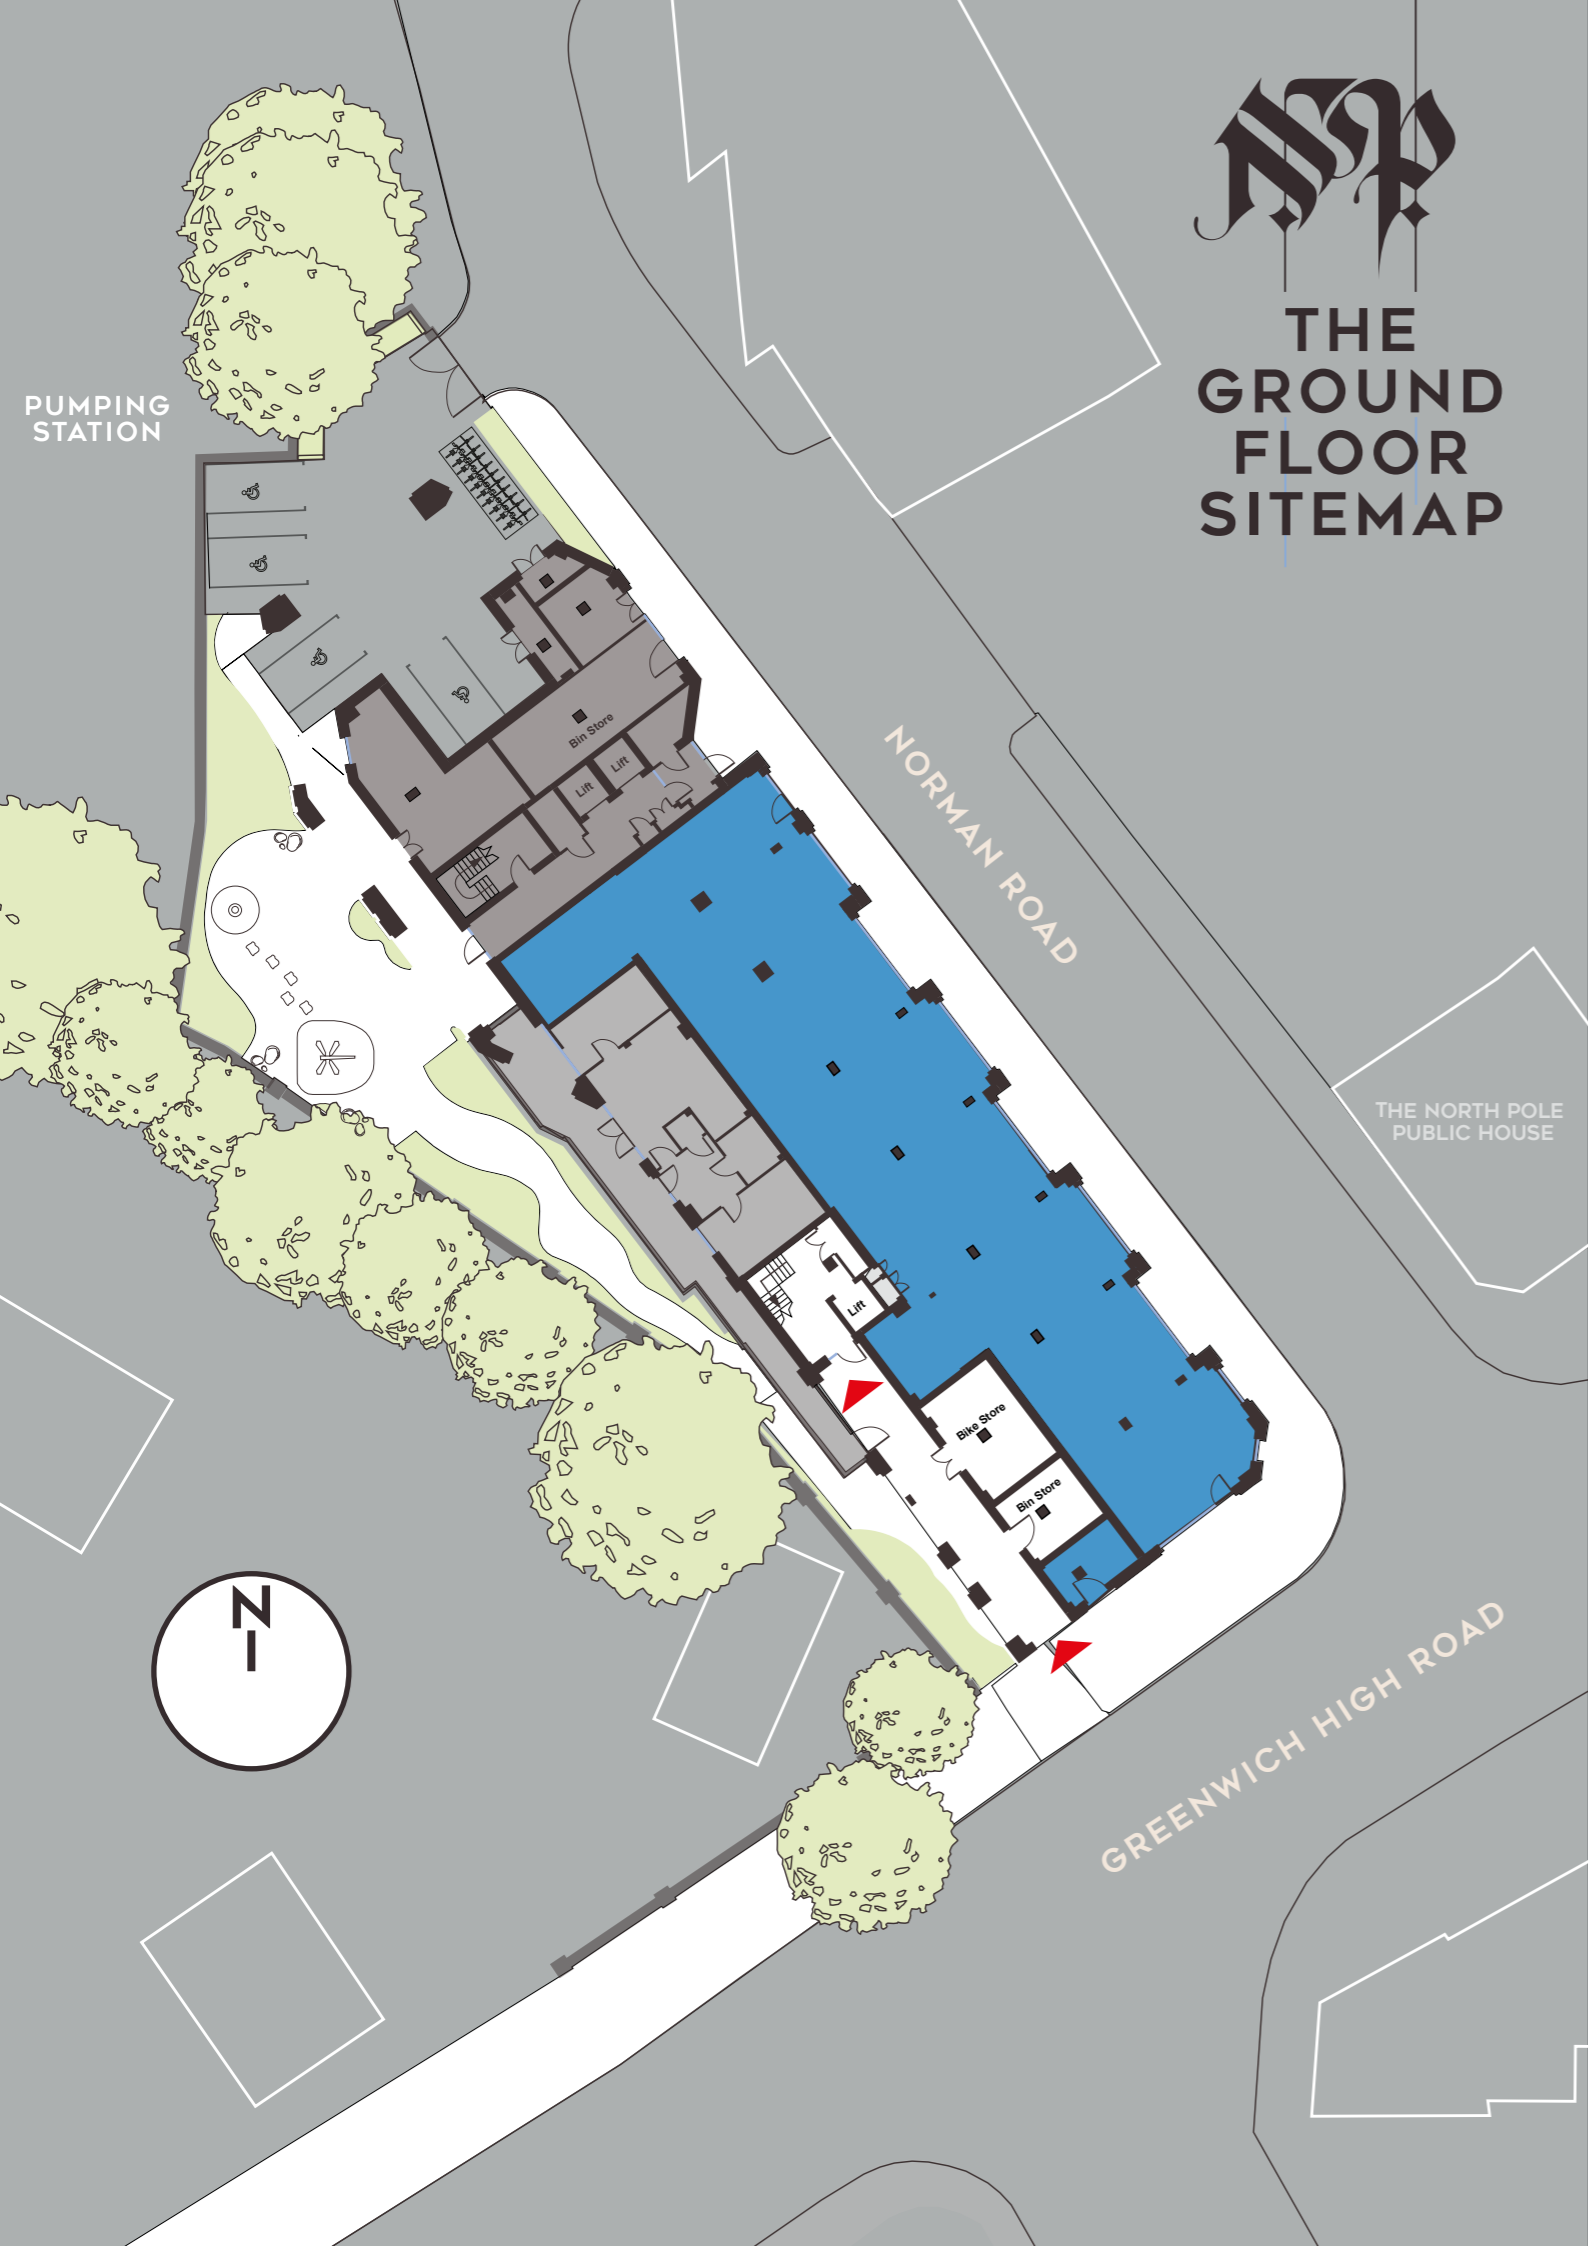 NP
THE
GROUND
FLOOR
SITEMAP
PUMPING
STATION
Bin Store
Lift
Lift
NORMAN ROAD
THE NORTH POLE
PUBLIC HOUSE
Lift
Bike Store
Bin Store
N
GREENWICH HIGH ROAD